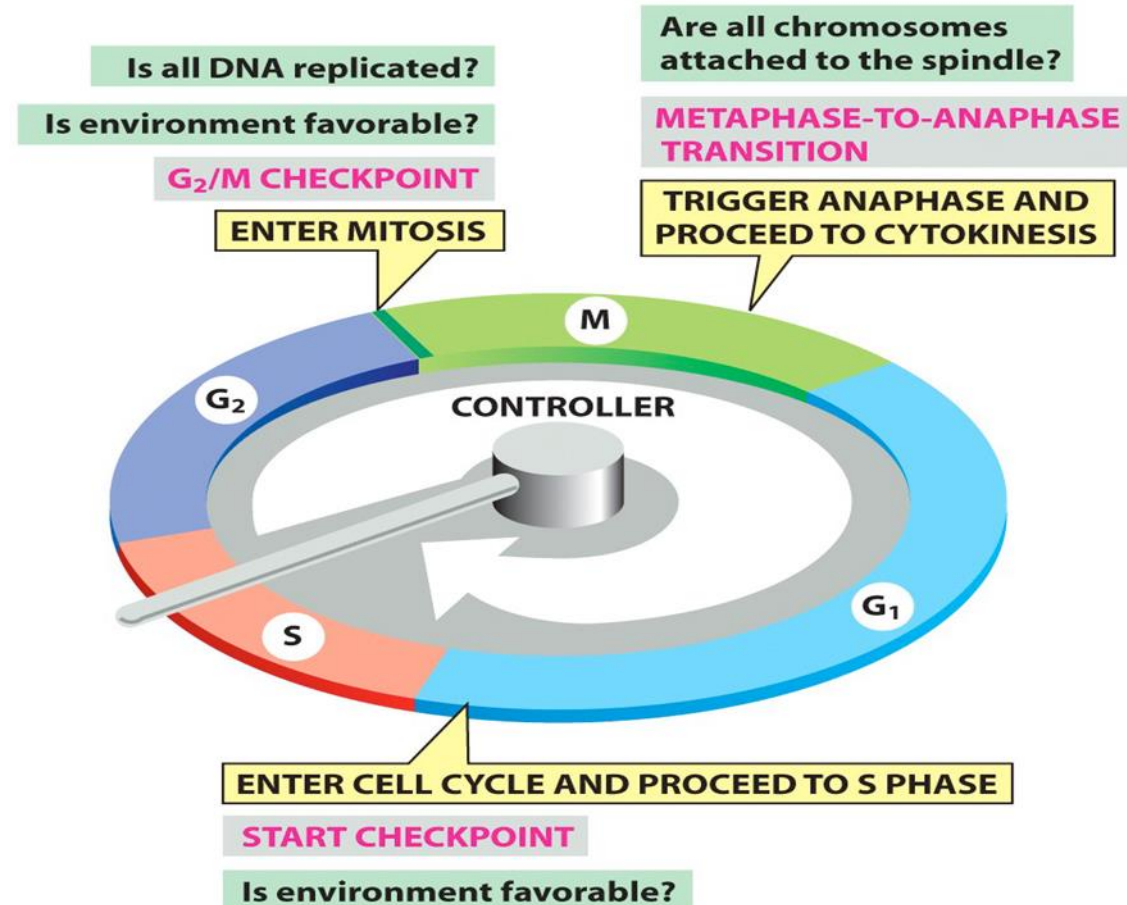 Is all DNA replicated?
Is environment favorable?
G₂/M CHECKPOINT
ENTER MITOSIS
Are all chromosomes
attached to the spindle?
METAPHASE-TO-ANAPHASE
TRANSITION
TRIGGER ANAPHASE AND
PROCEED TO CYTOKINESIS
M
G₂
CONTROLLER
G₁
S
ENTER CELL CYCLE AND PROCEED TO S PHASE
START CHECKPOINT
Is environment favorable?